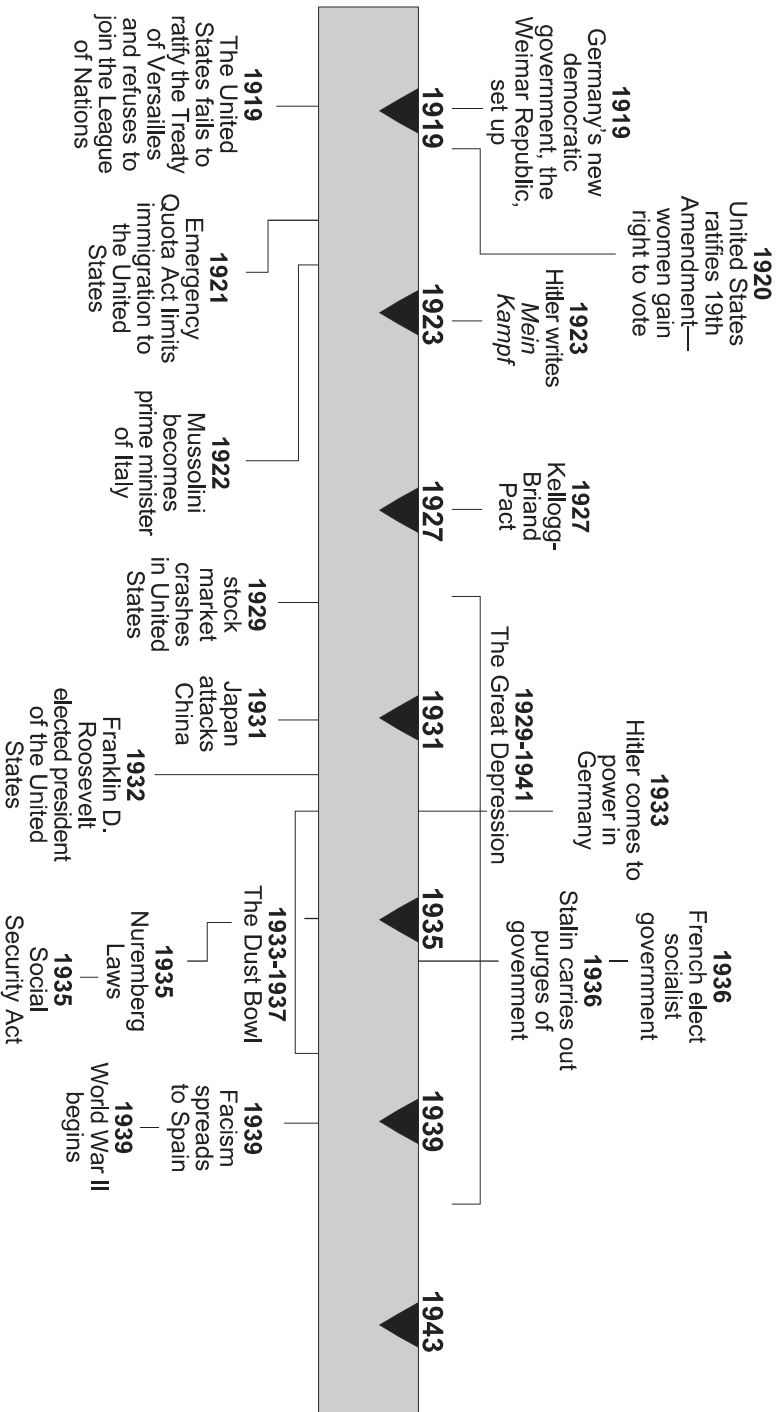 1920
United States
ratifies 19th
Amendment—
women gain
right to vote
1919
Germany's new
democratic
government, the
Weimar Republic,
set up
1923
Hitler writes
Mein
Kampf
1927
Kellogg-
Briand
Pact
1929-1941
The Great Depression
1933
Hitler comes to
power in
Germany
1936
French elect
socialist
government
1936
Stalin carries out
purges of
govenment
1919
1923
1927
1931
1935
1939
1943
1919
The United
States fails to
ratify the Treaty
of Versailles
and refuses to
join the League
of Nations
1921
Emergency
Quota Act limits
immigration to
the United
States
1922
Mussolini
becomes
prime minister
of Italy
1929
stock
market
crashes
in United
States
1931
Japan
attacks
China
1932
Franklin D.
Roosevelt
elected president
of the United
States
1933-1937
The Dust Bowl
1935
Nuremberg
Laws
1935
Social
Security Act
1939
Facism
spreads
to Spain
1939
World War II
begins